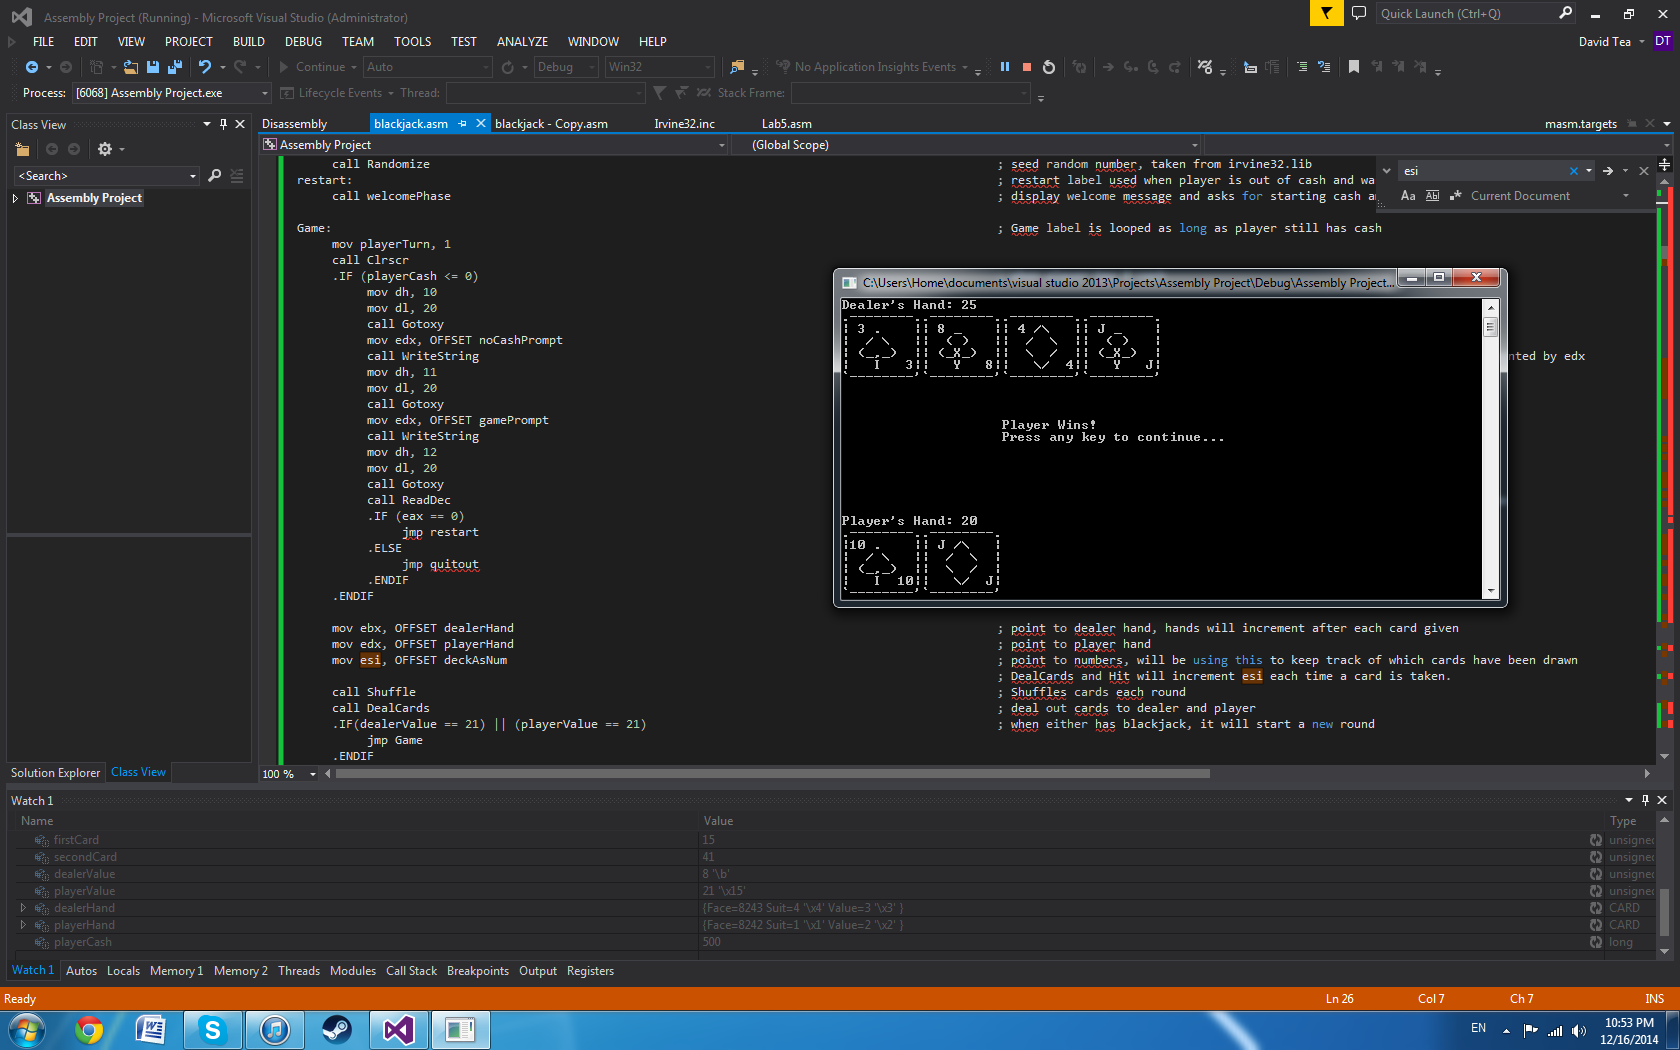 Assembly Project (Running) - Microsoft Visual Studio (Administrator)
Quick Launch (Ctrl+Q)
FILE EDIT VIEW PROJECT BUILD DEBUG TEAM TOOLS TEST ANALYZE WINDOW HELP
David Tea DT
Continue Auto Debug Win32 No Application Insights Events
Process: [6068] Assembly Project.exe Lifecycle Events Thread: Stack Frame:
Class View
Disassembly blackjack.asm blackjack - Copy.asm Irvine32.inc Lab5.asm masm.targets
Assembly Project (Global Scope)
<Search>
Assembly Project
esi
Aa Current Document
call Randomize ; seed random number, taken from irvine32.lib
restart: ; restart label used when player is out of cash and wa
call welcomePhase ; display welcome message and asks for starting cash a
Game: ; Game label is looped as long as player still has cash
mov playerTurn, 1
call Clrscr
.IF (playerCash <= 0)
mov dh, 10
mov dl, 20
call Gotoxy
mov edx, OFFSET noCashPrompt
call WriteString nted by edx
mov dh, 11
mov dl, 20
call Gotoxy
mov edx, OFFSET gamePrompt
call WriteString
mov dh, 12
mov dl, 20
call Gotoxy
call ReadDec
.IF (eax == 0)
jmp restart
.ELSE
jmp quitout
.ENDIF
.ENDIF
mov ebx, OFFSET dealerHand ; point to dealer hand, hands will increment after each card given
mov edx, OFFSET playerHand ; point to player hand
mov esi, OFFSET deckAsNum ; point to numbers, will be using this to keep track of which cards have been drawn
; DealCards and Hit will increment esi each time a card is taken.
call Shuffle ; Shuffles cards each round
call DealCards ; deal out cards to dealer and player
.IF(dealerValue == 21) || (playerValue == 21) ; when either has blackjack, it will start a new round
jmp Game
.ENDIF
C:\Users\Home\documents\visual studio 2013\Projects\Assembly Project\Debug\Assembly Project...
Dealer's Hand: 25
3 8 4 J
3 8 4 J
Player Wins!
Press any key to continue...
Player's Hand: 20
10 J
10 J
Solution Explorer Class View
100 %
Watch 1
Name Value Type
firstCard 15 unsigned
secondCard 41 unsigned
dealerValue 8 '\b' unsigned
playerValue 21 '\x15' unsigned
dealerHand {Face=8243 Suit=4 '\x4' Value=3 '\x3' } CARD
playerHand {Face=8242 Suit=1 '\x1' Value=2 '\x2' } CARD
playerCash 500 long
Watch 1 Autos Locals Memory 1 Memory 2 Threads Modules Call Stack Breakpoints Output Registers
Ready Ln 26 Col 7 Ch 7 INS
EN 10:53 PM
12/16/2014